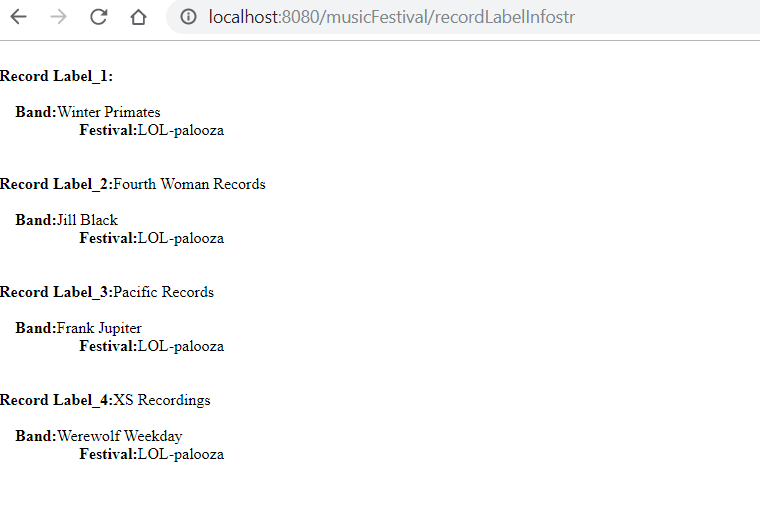 localhost:8080/musicFestival/recordLabelInfostr
Record Label_1:
Band:Winter Primates
Festival:LOL-palooza
Record Label_2:Fourth Woman Records
Band:Jill Black
Festival:LOL-palooza
Record Label_3:Pacific Records
Band:Frank Jupiter
Festival:LOL-palooza
Record Label_4:XS Recordings
Band:Werewolf Weekday
Festival:LOL-palooza